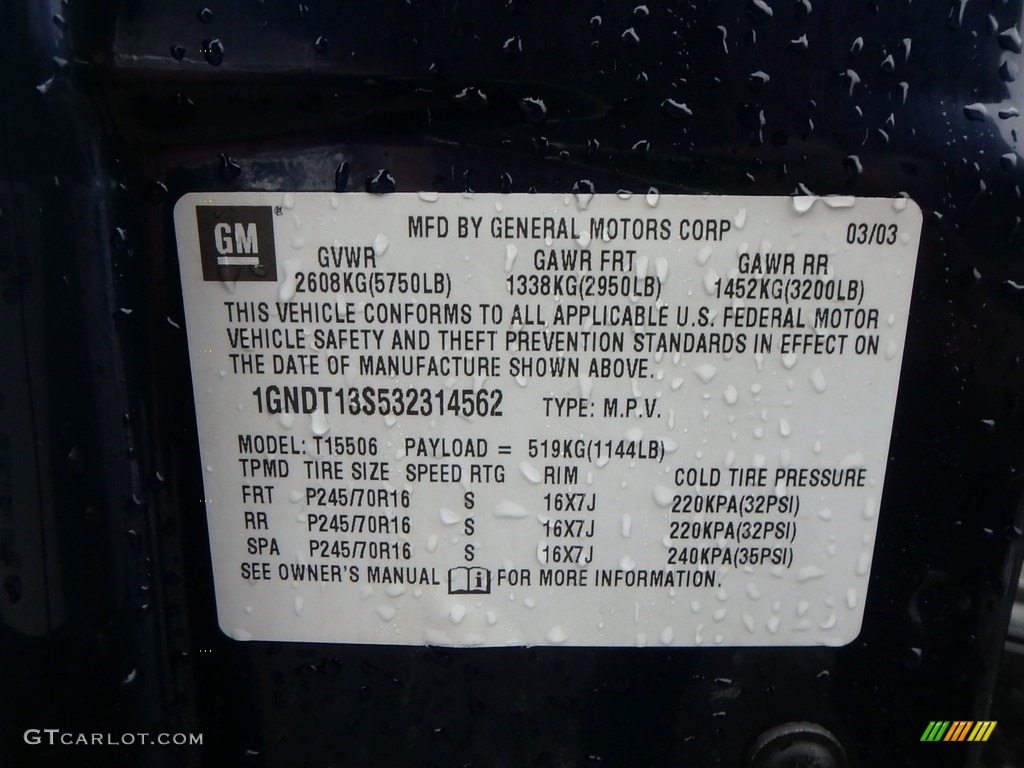 GM ® MFD BY GENERAL MOTORS CORP 03/03
GVWR GAWR FRT GAWR RR
2608KG(5750LB) 1338KG(2950LB) 1452KG(3200LB)
THIS VEHICLE CONFORMS TO ALL APPLICABLE U.S. FEDERAL MOTOR
VEHICLE SAFETY AND THEFT PREVENTION STANDARDS IN EFFECT ON
THE DATE OF MANUFACTURE SHOWN ABOVE.
1GNDT13S532314562 TYPE: M.P.V.
MODEL: T15506 PAYLOAD = 519KG(1144LB)
TPMD TIRE SIZE SPEED RTG RIM COLD TIRE PRESSURE
FRT P245/70R16 S 16X7J 220KPA(32PSI)
RR P245/70R16 S 16X7J 220KPA(32PSI)
SPA P245/70R16 S 16X7J 240KPA(35PSI)
SEE OWNER'S MANUAL i FOR MORE INFORMATION.
GTCARLOT.COM